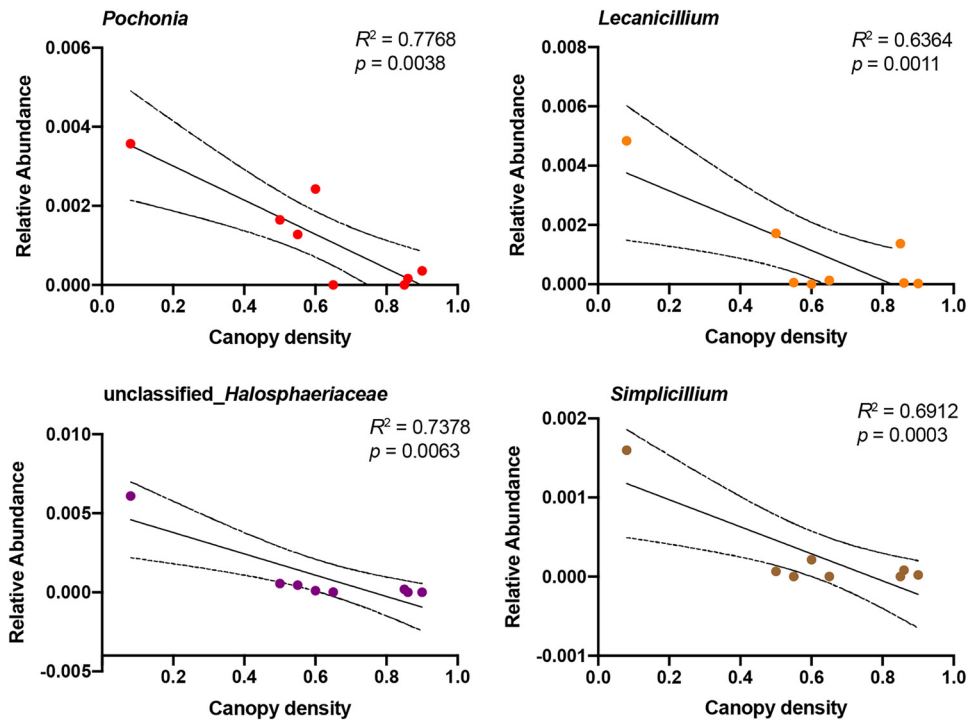 Pochonia
R² = 0.7768
p = 0.0038
0.006
0.004
0.002
0.000
0.0 0.2 0.4 0.6 0.8 1.0
Relative Abundance
Canopy density
Lecanicillium
R² = 0.6364
p = 0.0011
0.008
0.006
0.004
0.002
0.000
0.0 0.2 0.4 0.6 0.8 1.0
Relative Abundance
Canopy density
unclassified_Halosphaeriaceae
R² = 0.7378
p = 0.0063
0.010
0.005
0.000
-0.005
0.2 0.4 0.6 0.8 1.0
Relative Abundance
Canopy density
Simplicillium
R² = 0.6912
p = 0.0003
0.002
0.001
0.000
-0.001
0.0 0.2 0.4 0.6 0.8 1.0
Relative Abundance
Canopy density